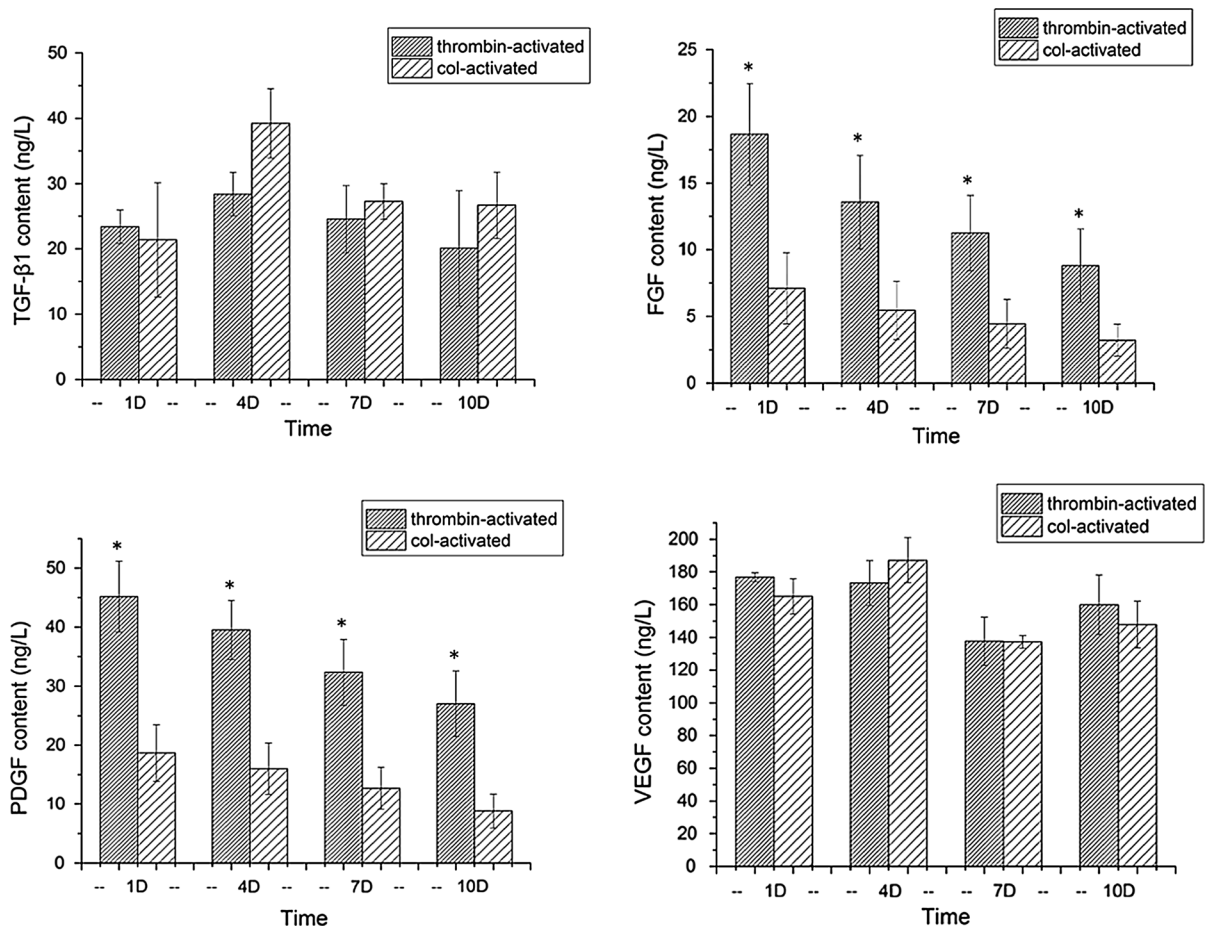 thrombin-activated
col-activated
TGF-β1 content (ng/L)
50
40
30
20
10
0
-- 1D -- -- 4D -- -- 7D -- -- 10D
Time
thrombin-activated
col-activated
FGF content (ng/L)
25
20
15
10
5
0
* * * *
-- 1D -- -- 4D -- -- 7D -- -- 10D
Time
thrombin-activated
col-activated
PDGF content (ng/L)
50
40
30
20
10
0
* * * *
-- 1D -- -- 4D -- -- 7D -- -- 10D
Time
thrombin-activated
col-activated
VEGF content (ng/L)
200
180
160
140
120
100
80
60
40
20
0
-- 1D -- -- 4D -- -- 7D -- -- 10D
Time